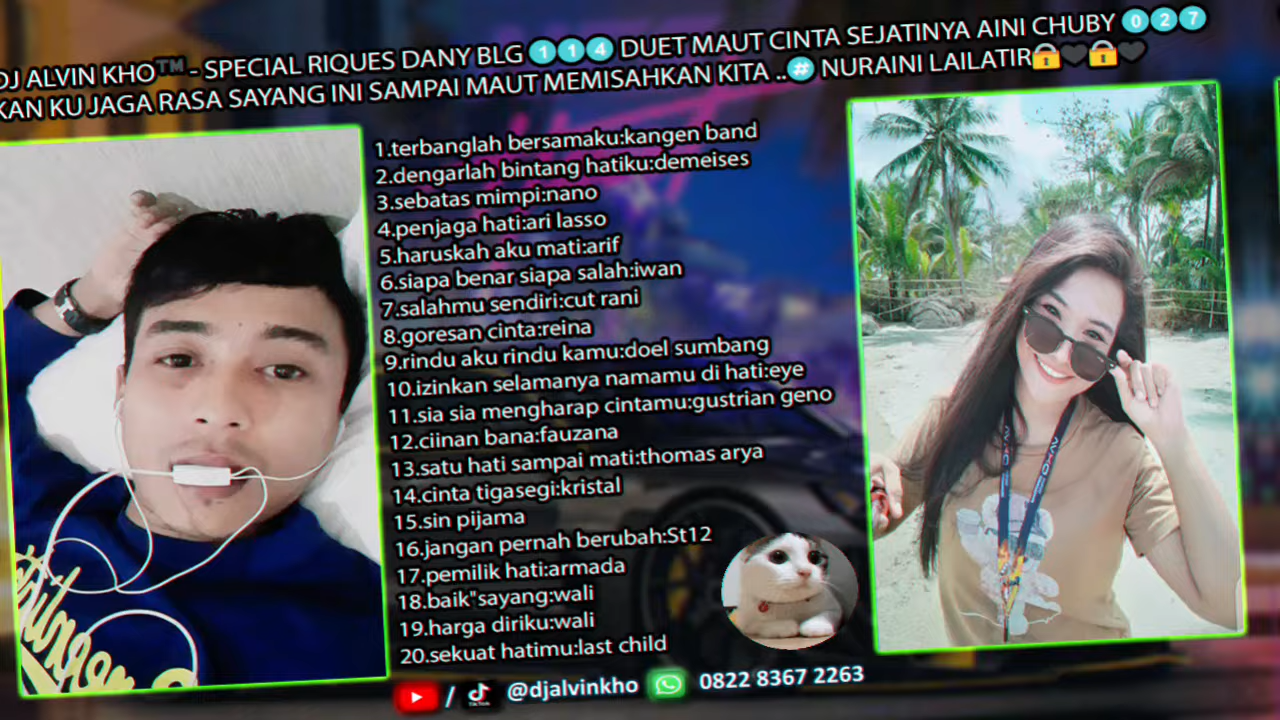 DJ ALVIN KHO™ - SPECIAL RIQUES DANY BLG 114 DUET MAUT CINTA SEJATINYA AINI CHUBY 027
KAN KU JAGA RASA SAYANG INI SAMPAI MAUT MEMISAHKAN KITA ..# NURAINI LAILATIR🔒🖤🔒🖤
1.terbanglah bersamaku:kangen band
2.dengarlah bintang hatiku:demeises
3.sebatas mimpi:nano
4.penjaga hati:ari lasso
5.haruskah aku mati:arif
6.siapa benar siapa salah:iwan
7.salahmu sendiri:cut rani
8.goresan cinta:reina
9.rindu aku rindu kamu:doel sumbang
10.izinkan selamanya namamu di hati:eye
11.sia sia mengharap cintamu:gustrian geno
12.ciinan bana:fauzana
13.satu hati sampai mati:thomas arya
14.cinta tigasegi:kristal
15.sin pijama
16.jangan pernah berubah:St12
17.pemilik hati:armada
18.baik"sayang:wali
19.harga diriku:wali
20.sekuat hatimu:last child
/ TikTok @djalvinkho 0822 8367 2263